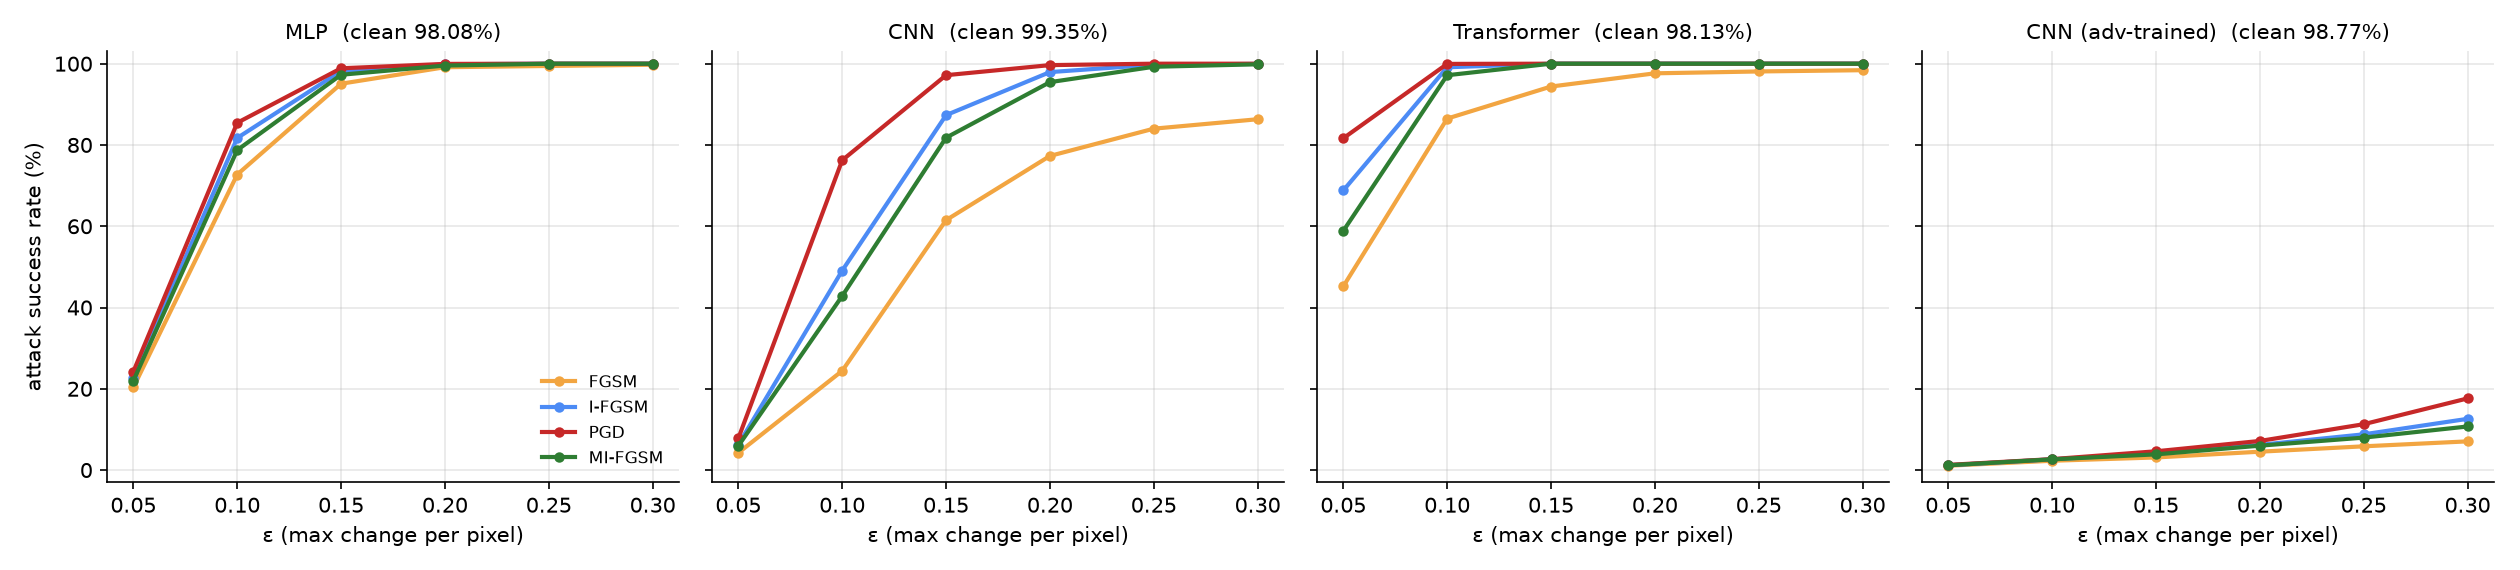 MLP  (clean 98.08%)
CNN  (clean 99.35%)
Transformer  (clean 98.13%)
CNN (adv-trained)  (clean 98.77%)
attack success rate (%)
100
80
60
40
20
0
FGSM
I-FGSM
PGD
MI-FGSM
0.05 0.10 0.15 0.20 0.25 0.30
0.05 0.10 0.15 0.20 0.25 0.30
0.05 0.10 0.15 0.20 0.25 0.30
0.05 0.10 0.15 0.20 0.25 0.30
ε (max change per pixel)
ε (max change per pixel)
ε (max change per pixel)
ε (max change per pixel)